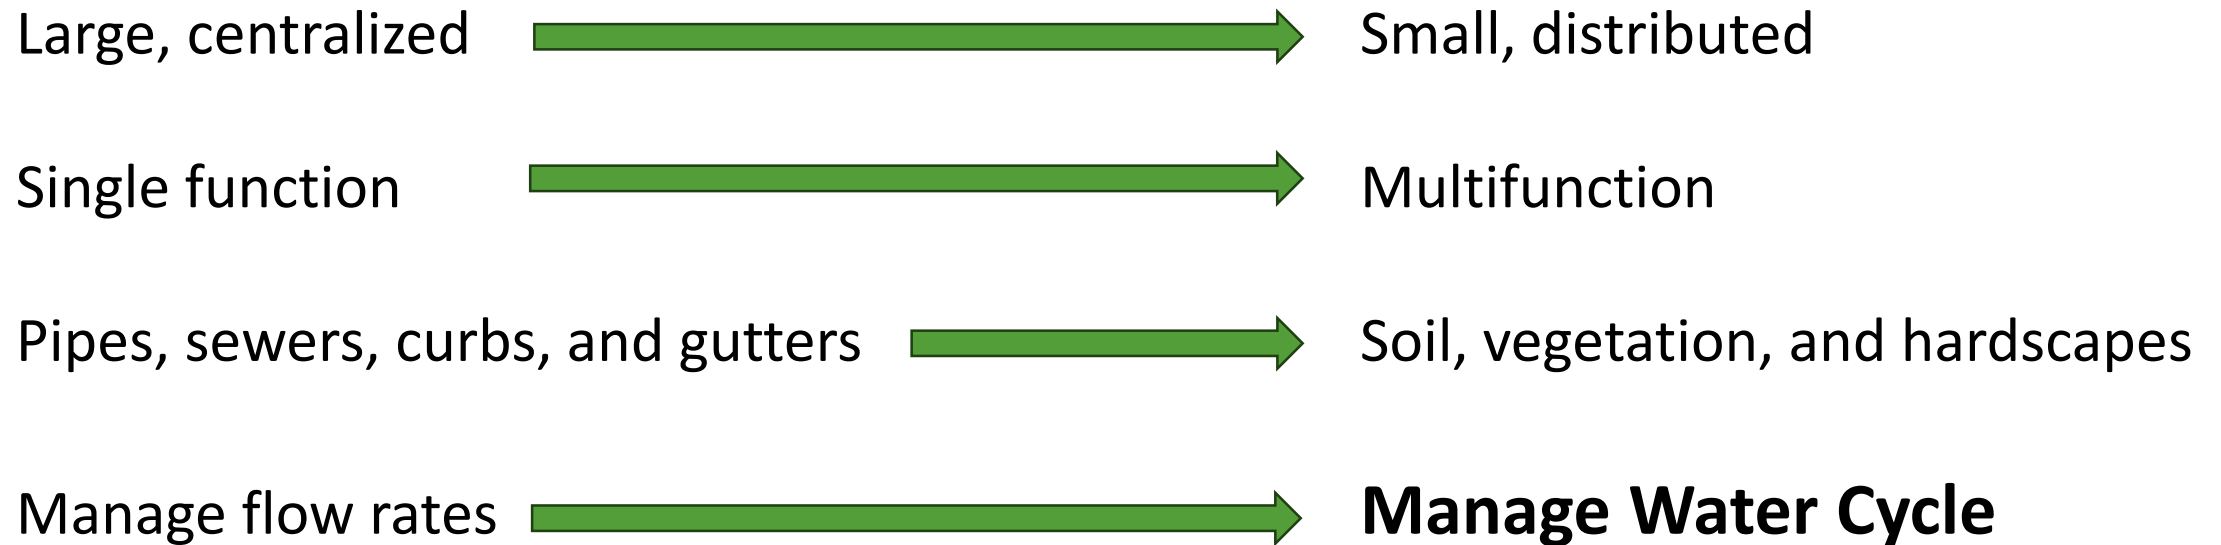 Large, centralized Small, distributed
Single function Multifunction
Pipes, sewers, curbs, and gutters Soil, vegetation, and hardscapes
Manage flow rates Manage Water Cycle